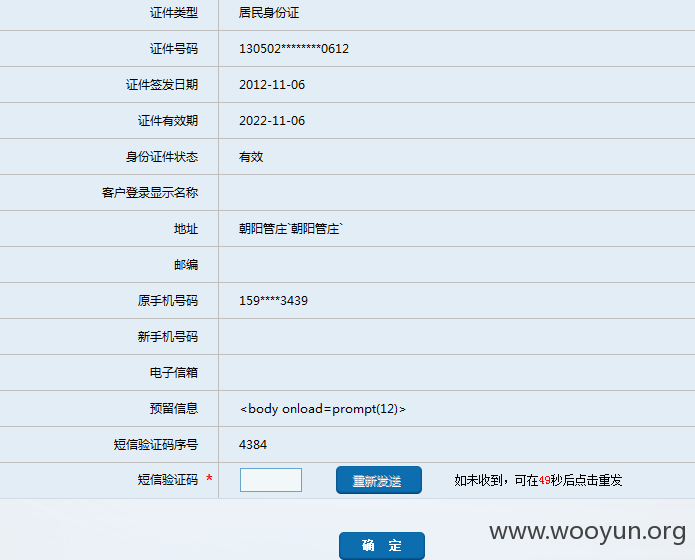 证件类型 居民身份证
证件号码 130502********0612
证件签发日期 2012-11-06
证件有效期 2022-11-06
身份证件状态 有效
客户登录显示名称
地址 朝阳管庄`朝阳管庄`
邮编
原手机号码 159****3439
新手机号码
电子信箱
预留信息 <body onload=prompt(12)>
短信验证码序号 4384
短信验证码 * 重新发送 如未收到，可在49秒后点击重发
确 定
www.wooyun.org